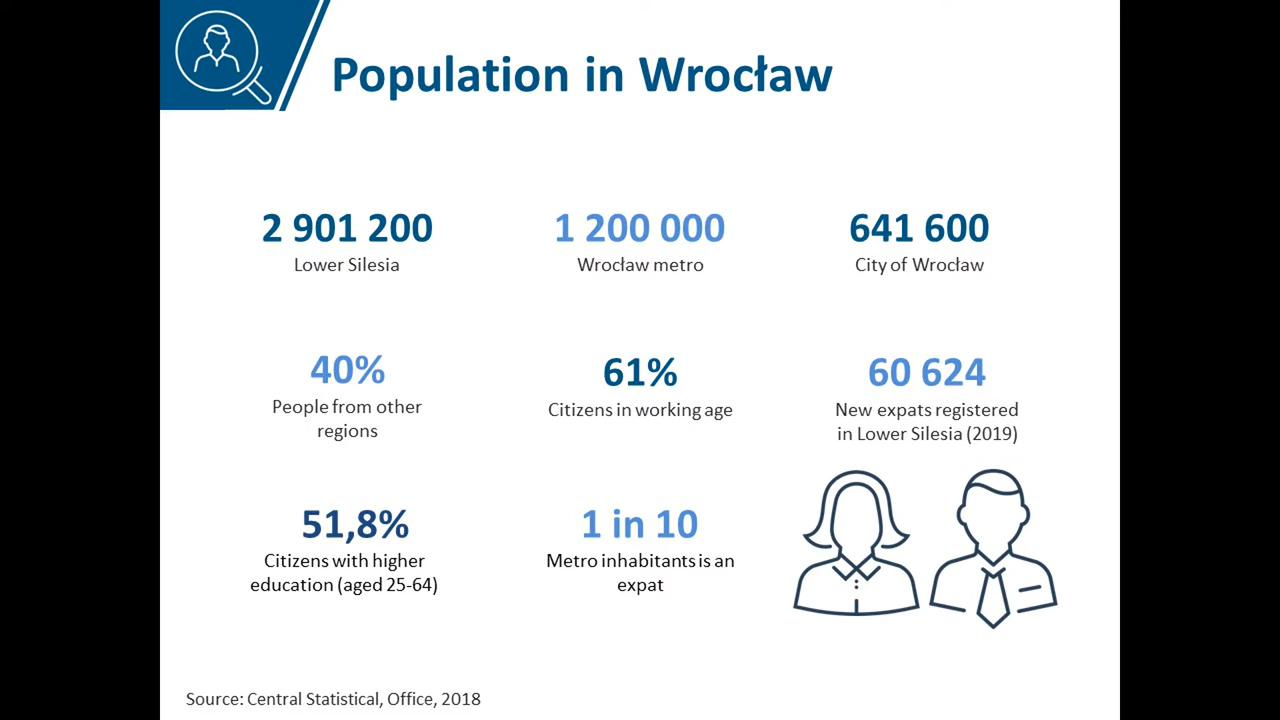 Population in Wrocław
2 901 200
Lower Silesia
1 200 000
Wrocław metro
641 600
City of Wrocław
40%
People from other
regions
61%
Citizens in working age
60 624
New expats registered
in Lower Silesia (2019)
51,8%
Citizens with higher
education (aged 25-64)
1 in 10
Metro inhabitants is an
expat
Source: Central Statistical, Office, 2018